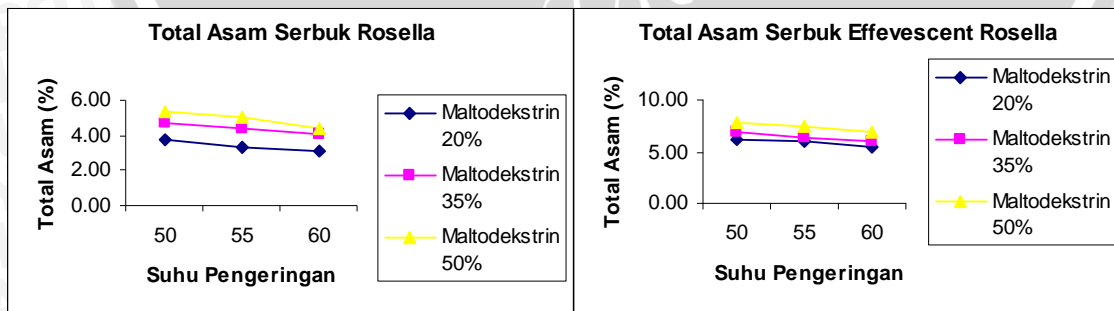 Total Asam Serbuk Rosella
Total Asam (%)
6.00
4.00
2.00
0.00
50 55 60
Suhu Pengeringan
Maltodekstrin
20%
Maltodekstrin
35%
Maltodekstrin
50%
Total Asam Serbuk Effevescent Rosella
Total Asam (%)
10.00
5.00
0.00
50 55 60
Suhu Pengeringan
Maltodekstrin
20%
Maltodekstrin
35%
Maltodekstrin
50%